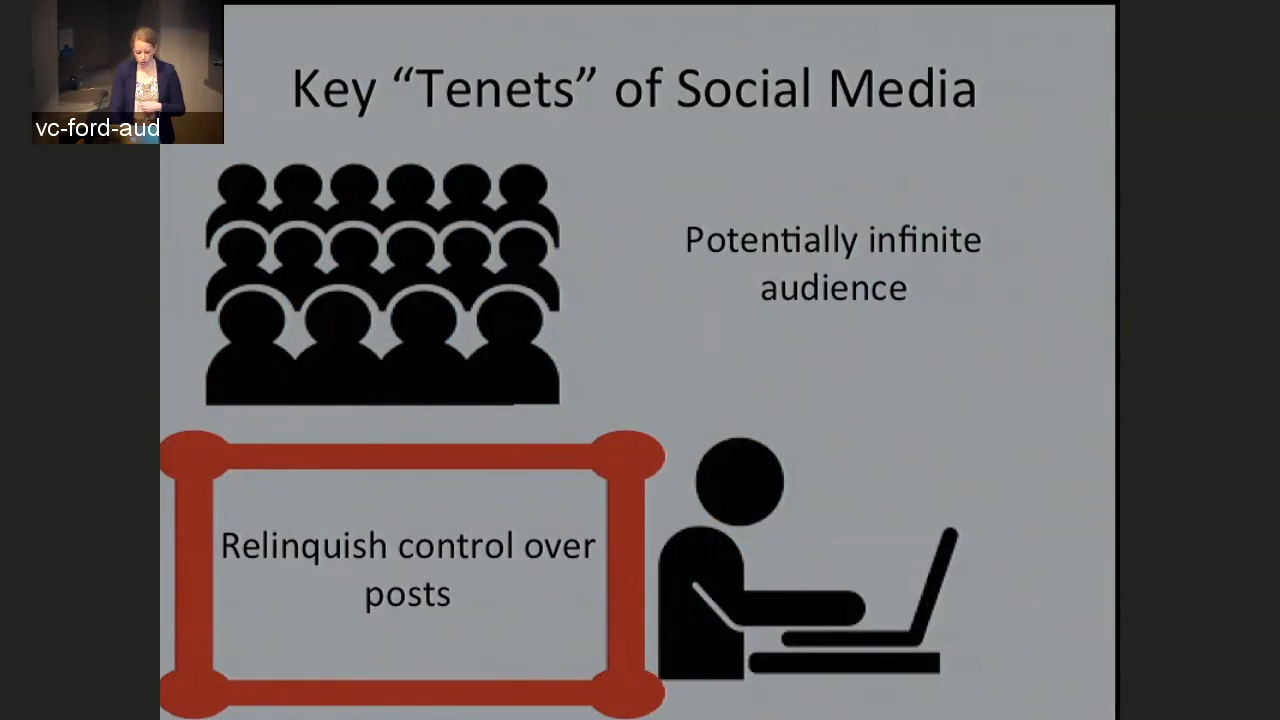 Key “Tenets” of Social Media
vc-ford-aud
Potentially infinite
audience
Relinquish control over
posts